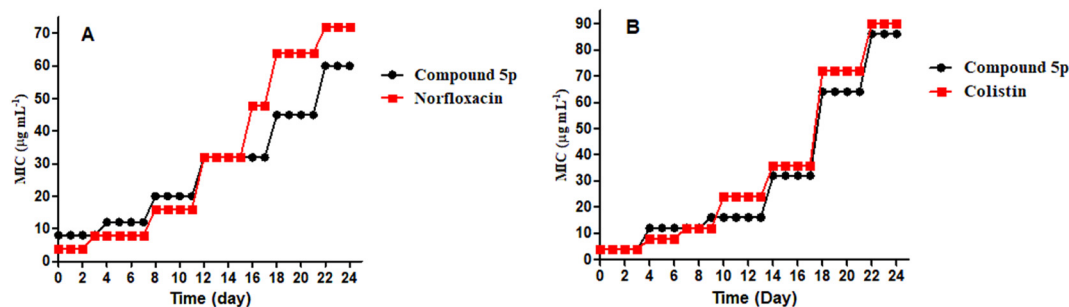 A
MIC (µg mL⁻¹)
70
60
50
40
30
20
10
0
0 2 4 6 8 10 12 14 16 18 20 22 24
Time (day)
Compound 5p
Norfloxacin
B
MIC (µg mL⁻¹)
90
80
70
60
50
40
30
20
10
0
0 2 4 6 8 10 12 14 16 18 20 22 24
Time (Day)
Compound 5p
Colistin